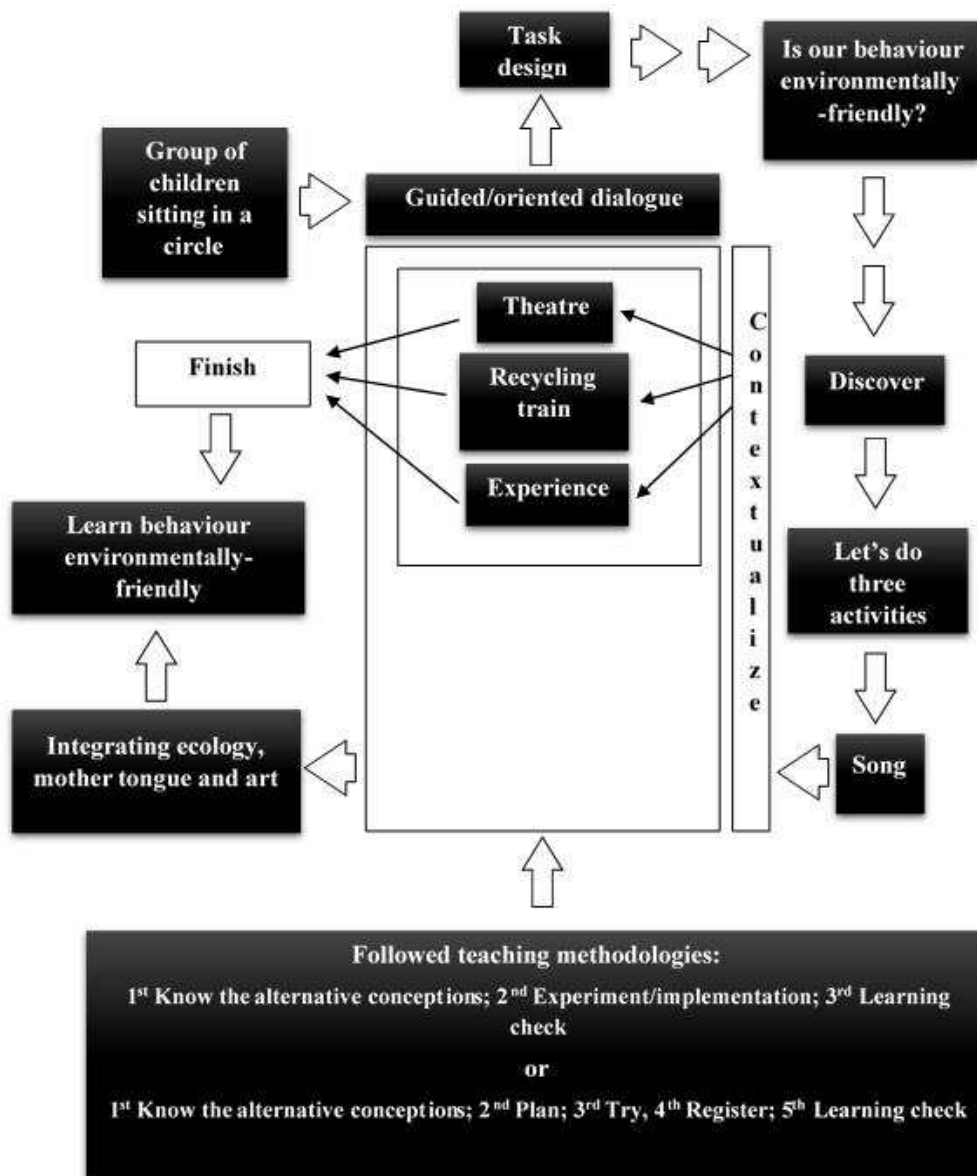 Task
design
Is our behaviour
environmentally
-friendly?
Group of
children
sitting in a
circle
Guided/oriented dialogue
Theatre
Recycling
train
Experience
Contextualize
Finish
Discover
Learn behaviour
environmentally-
friendly
Let's do
three
activities
Integrating ecology,
mother tongue and art
Song
Followed teaching methodologies:
1st Know the alternative conceptions; 2nd Experiment/implementation; 3rd Learning
check
or
1st Know the alternative conceptions; 2nd Plan; 3rd Try, 4th Register; 5th Learning check